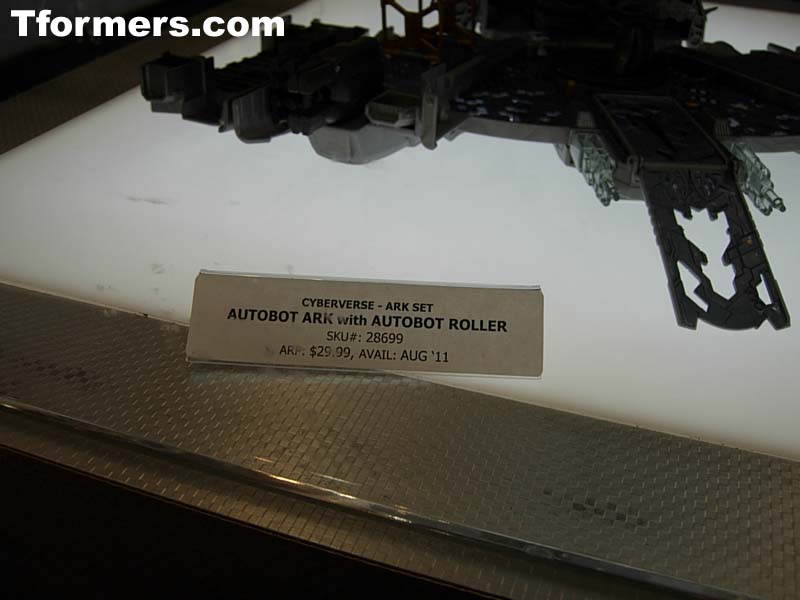 Tformers.com
CYBERVERSE - ARK SET
AUTOBOT ARK with AUTOBOT ROLLER
SKU#: 28699
ARP: $29.99, AVAIL: AUG '11